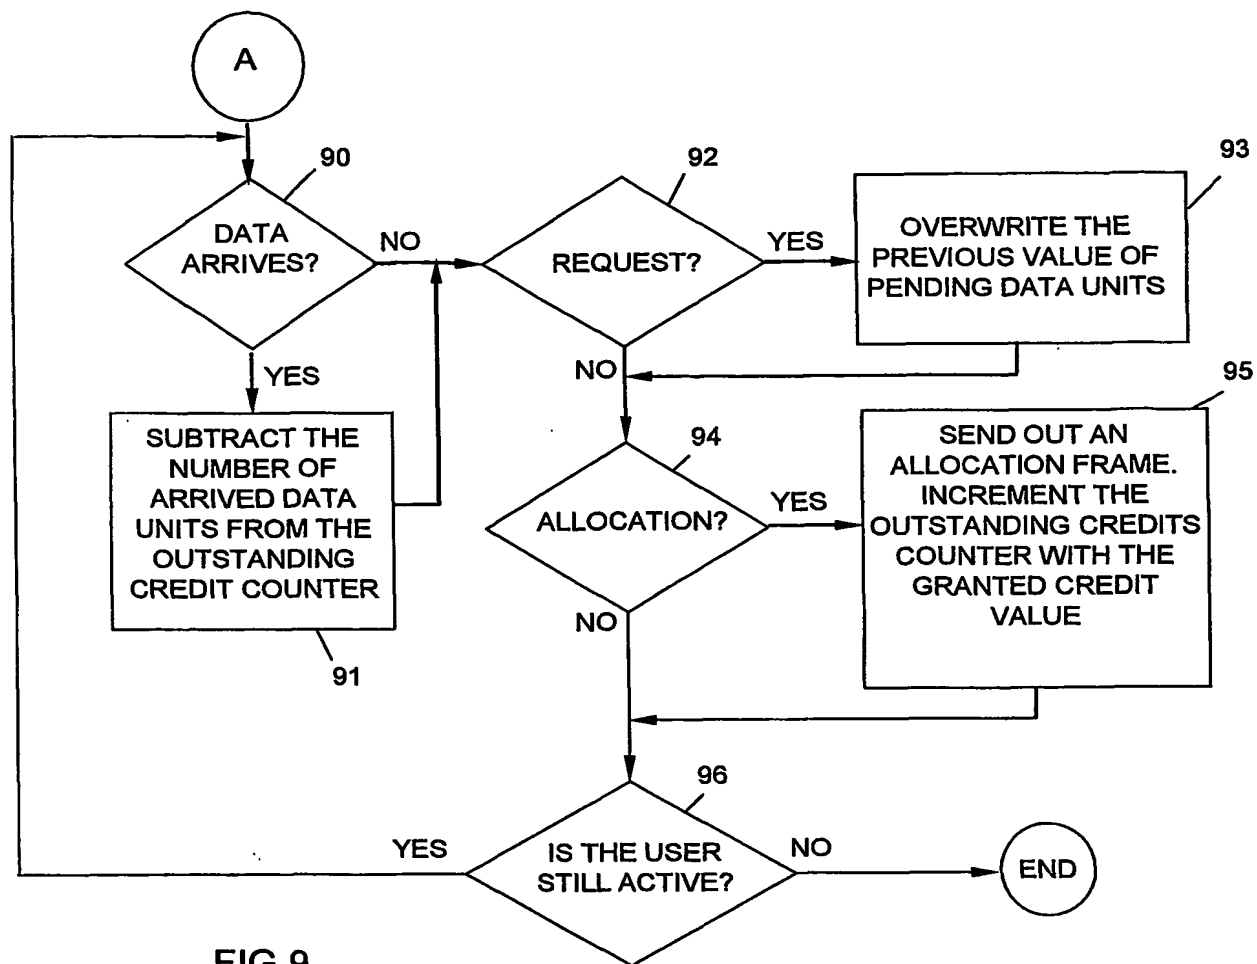 A
90
DATA
ARRIVES?
NO
YES
SUBTRACT THE
NUMBER OF
ARRIVED DATA
UNITS FROM THE
OUTSTANDING
CREDIT COUNTER
91
92
REQUEST?
YES
NO
93
OVERWRITE THE
PREVIOUS VALUE OF
PENDING DATA UNITS
94
ALLOCATION?
YES
NO
95
SEND OUT AN
ALLOCATION FRAME.
INCREMENT THE
OUTSTANDING CREDITS
COUNTER WITH THE
GRANTED CREDIT
VALUE
96
IS THE USER
STILL ACTIVE?
YES
NO
END
FIG.9